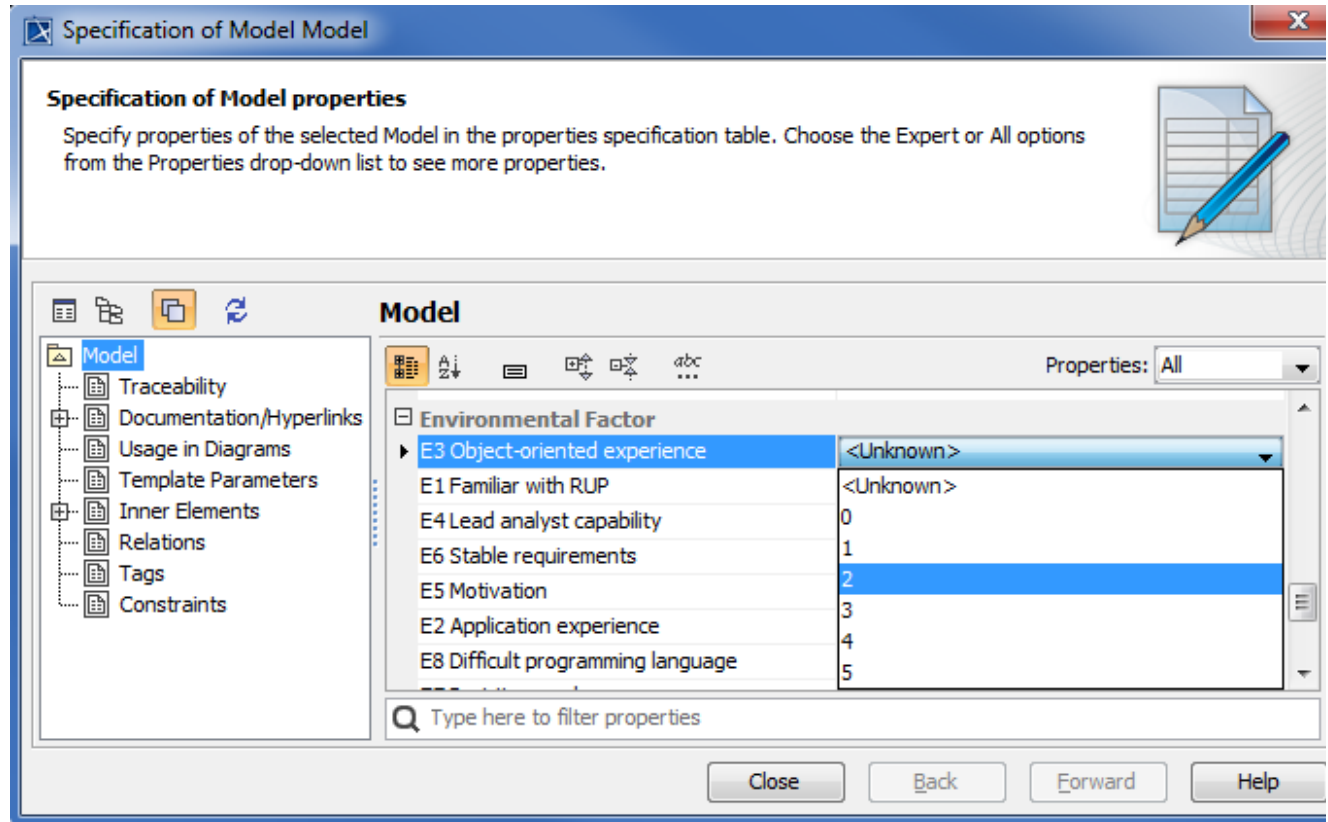 Specification of Model Model
Specification of Model properties
Specify properties of the selected Model in the properties specification table. Choose the Expert or All options
from the Properties drop-down list to see more properties.
Model
Model
Traceability
Documentation/Hyperlinks
Usage in Diagrams
Template Parameters
Inner Elements
Relations
Tags
Constraints
Properties: All
Environmental Factor
E3 Object-oriented experience <Unknown>
E1 Familiar with RUP <Unknown>
E4 Lead analyst capability 0
E6 Stable requirements 1
E5 Motivation 2
E2 Application experience 3
4
E8 Difficult programming language 5
Type here to filter properties
Close Back Forward Help